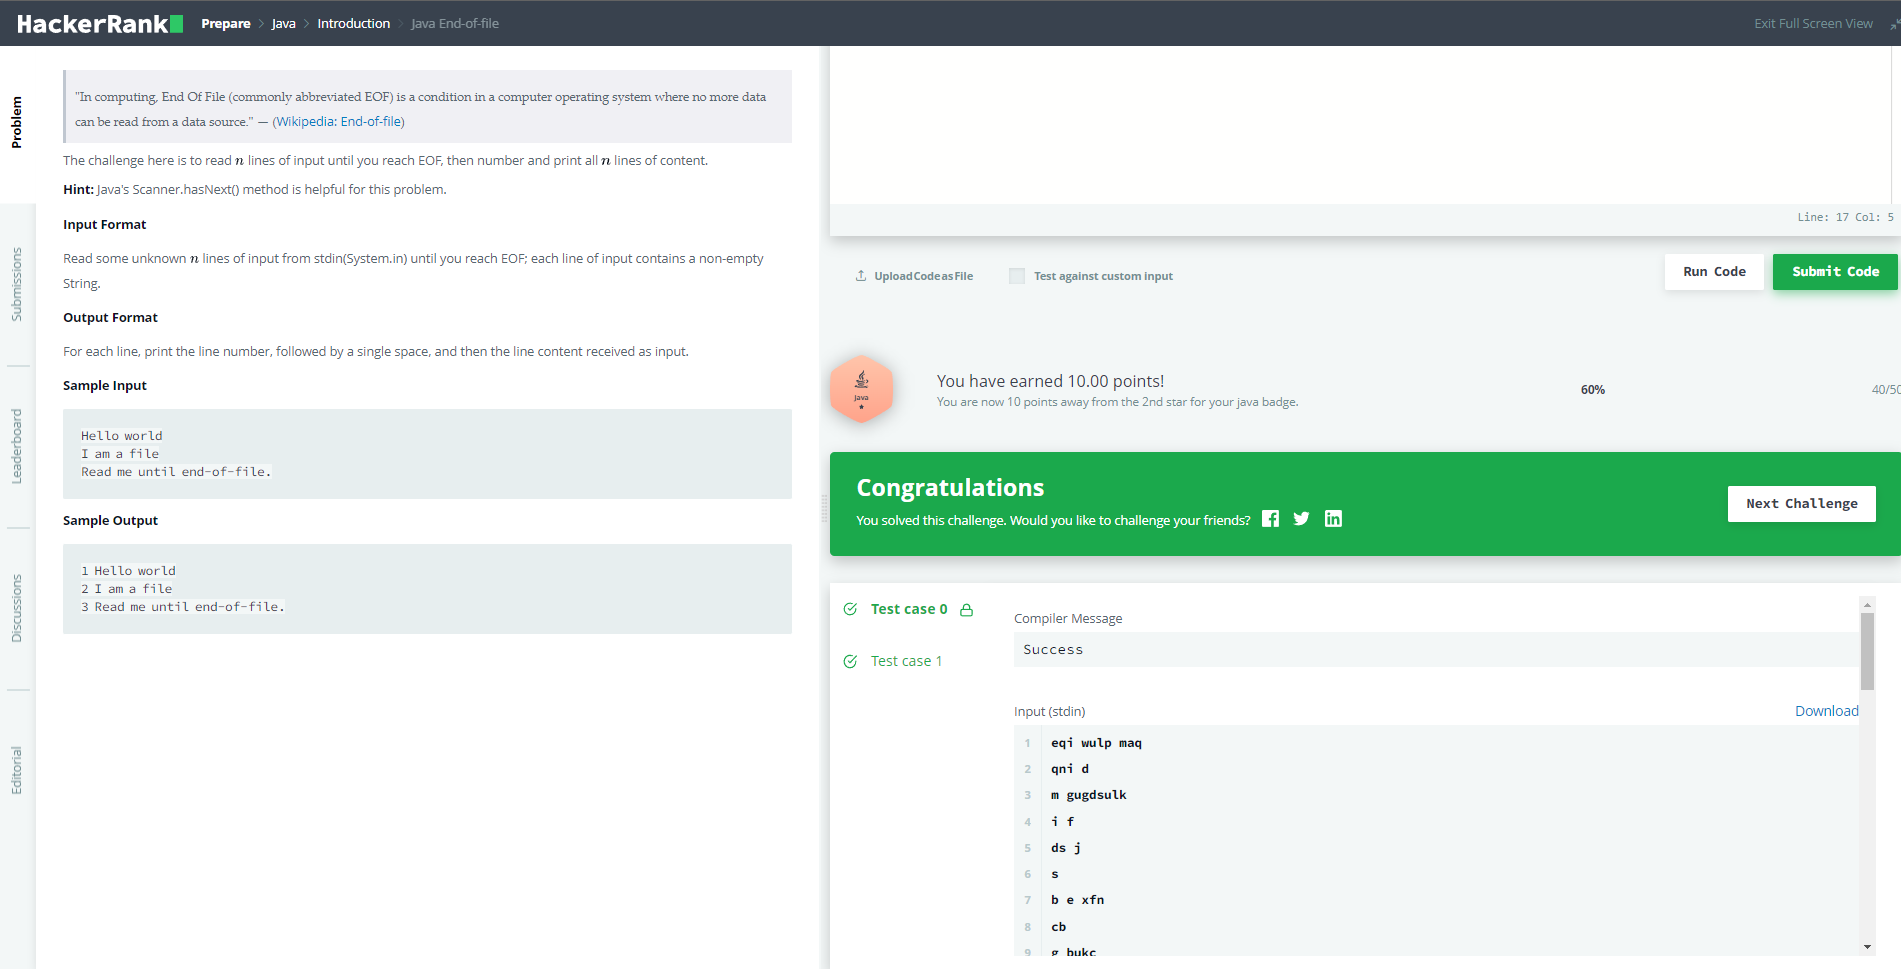 HackerRank
Prepare > Java > Introduction > Java End-of-file
Exit Full Screen View
Problem
Submissions
Leaderboard
Discussions
Editorial
"In computing, End Of File (commonly abbreviated EOF) is a condition in a computer operating system where no more data
can be read from a data source." — (Wikipedia: End-of-file)
The challenge here is to read n lines of input until you reach EOF, then number and print all n lines of content.
Hint: Java's Scanner.hasNext() method is helpful for this problem.
Input Format
Read some unknown n lines of input from stdin(System.in) until you reach EOF; each line of input contains a non-empty
String.
Output Format
For each line, print the line number, followed by a single space, and then the line content received as input.
Sample Input
Hello world
I am a file
Read me until end-of-file.
Sample Output
1 Hello world
2 I am a file
3 Read me until end-of-file.
Line: 17 Col: 5
Upload Code as File
Test against custom input
Run Code
Submit Code
Java
You have earned 10.00 points!
You are now 10 points away from the 2nd star for your java badge.
60%
40/50
Congratulations
You solved this challenge. Would you like to challenge your friends?
Next Challenge
Test case 0
Test case 1
Compiler Message
Success
Input (stdin)
Download
1 eqi wulp maq
2 qni d
3 m gugdsulk
4 i f
5 ds j
6 s
7 b e xfn
8 cb
9 g bukc